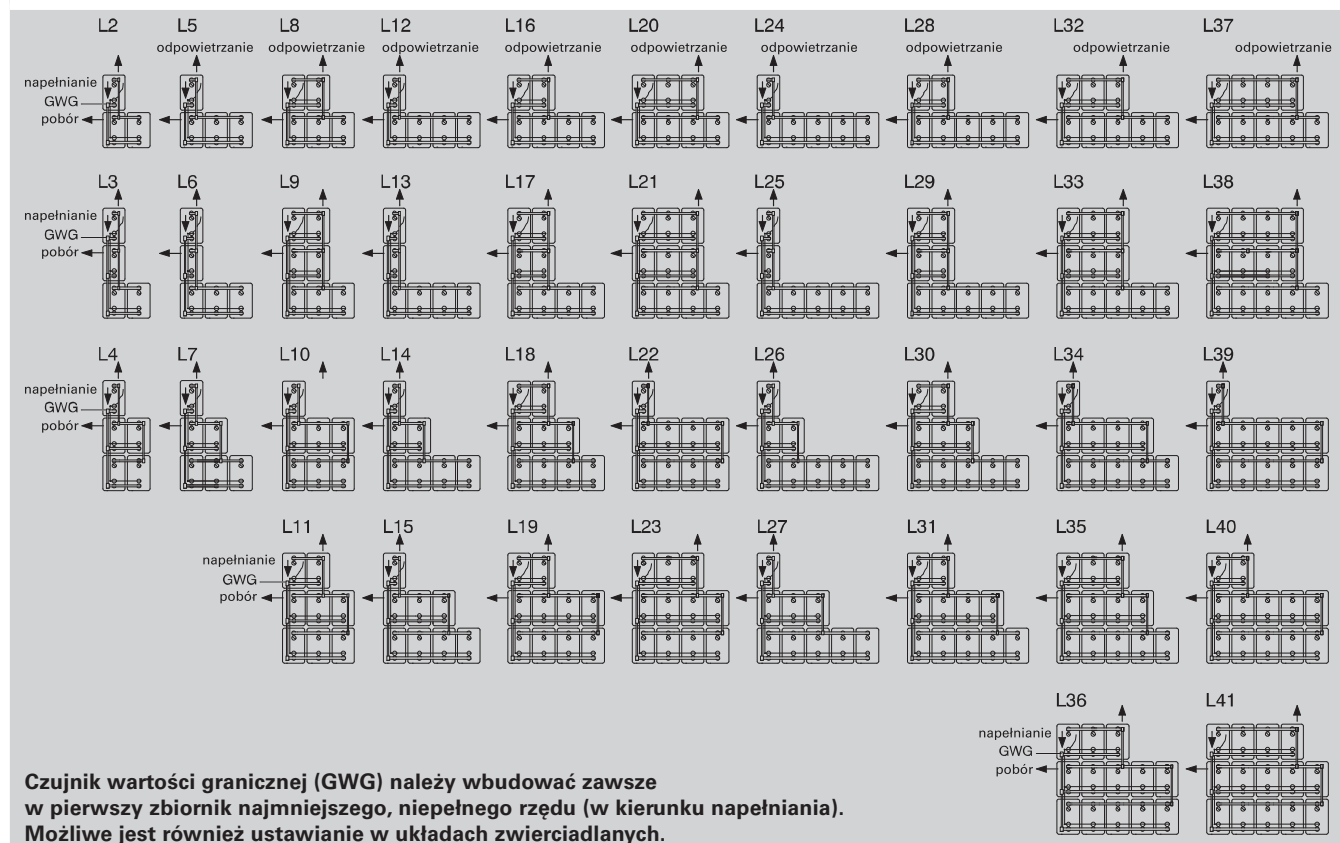 L2 L5 L8 L12 L16 L20 L24 L28 L32 L37
odpowietrzanie odpowietrzanie odpowietrzanie odpowietrzanie odpowietrzanie odpowietrzanie odpowietrzanie odpowietrzanie odpowietrzanie
napełnianie
GWG
pobór
L3 L6 L9 L13 L17 L21 L25 L29 L33 L38
napełnianie
GWG
pobór
L4 L7 L10 L14 L18 L22 L26 L30 L34 L39
napełnianie
GWG
pobór
L11 L15 L19 L23 L27 L31 L35 L40
napełnianie
GWG
pobór
L36 L41
napełnianie
GWG
pobór
Czujnik wartości granicznej (GWG) należy wbudować zawsze
w pierwszy zbiornik najmniejszego, niepełnego rzędu (w kierunku napełniania).
Możliwe jest również ustawianie w układach zwierciadlanych.